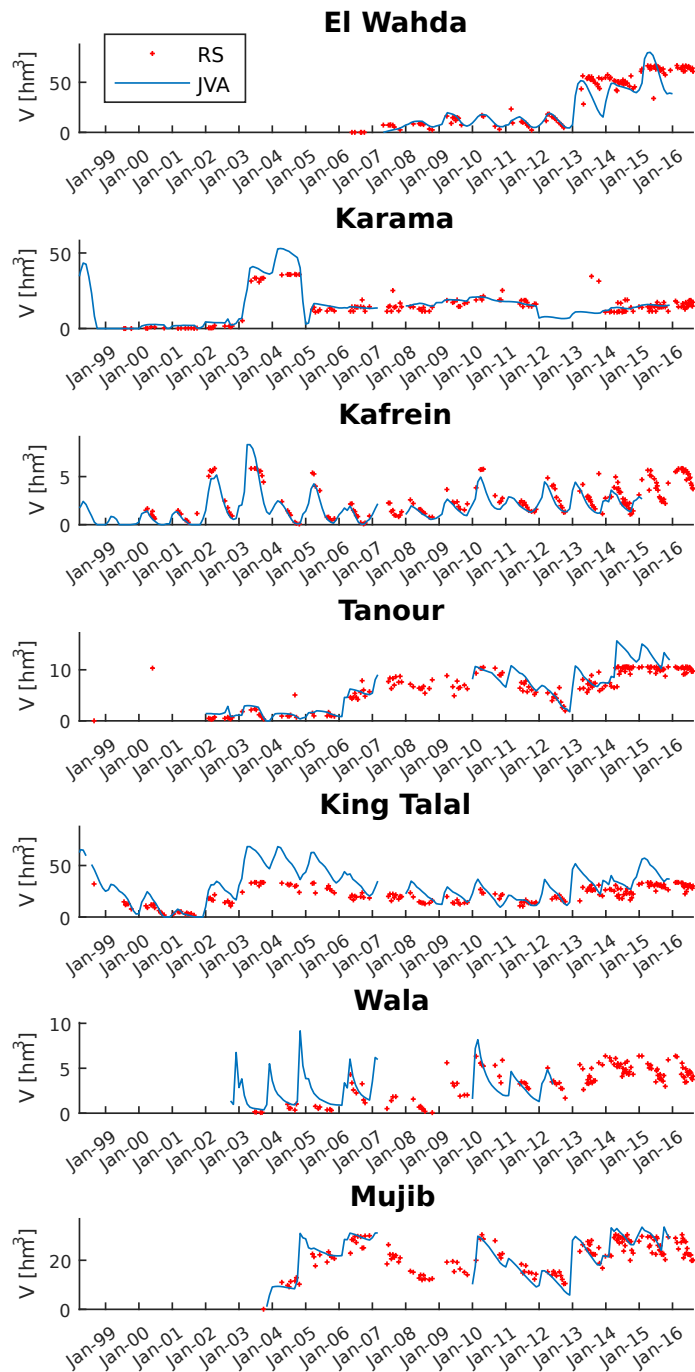 El Wahda
RS
JVA
V [hm³]
50
0
Jan-99 Jan-00 Jan-01 Jan-02 Jan-03 Jan-04 Jan-05 Jan-06 Jan-07 Jan-08 Jan-09 Jan-10 Jan-11 Jan-12 Jan-13 Jan-14 Jan-15 Jan-16
Karama
V [hm³]
50
0
Jan-99 Jan-00 Jan-01 Jan-02 Jan-03 Jan-04 Jan-05 Jan-06 Jan-07 Jan-08 Jan-09 Jan-10 Jan-11 Jan-12 Jan-13 Jan-14 Jan-15 Jan-16
Kafrein
V [hm³]
5
0
Jan-99 Jan-00 Jan-01 Jan-02 Jan-03 Jan-04 Jan-05 Jan-06 Jan-07 Jan-08 Jan-09 Jan-10 Jan-11 Jan-12 Jan-13 Jan-14 Jan-15 Jan-16
Tanour
V [hm³]
10
0
Jan-99 Jan-00 Jan-01 Jan-02 Jan-03 Jan-04 Jan-05 Jan-06 Jan-07 Jan-08 Jan-09 Jan-10 Jan-11 Jan-12 Jan-13 Jan-14 Jan-15 Jan-16
King Talal
V [hm³]
50
0
Jan-99 Jan-00 Jan-01 Jan-02 Jan-03 Jan-04 Jan-05 Jan-06 Jan-07 Jan-08 Jan-09 Jan-10 Jan-11 Jan-12 Jan-13 Jan-14 Jan-15 Jan-16
Wala
V [hm³]
10
5
0
Jan-99 Jan-00 Jan-01 Jan-02 Jan-03 Jan-04 Jan-05 Jan-06 Jan-07 Jan-08 Jan-09 Jan-10 Jan-11 Jan-12 Jan-13 Jan-14 Jan-15 Jan-16
Mujib
V [hm³]
20
0
Jan-99 Jan-00 Jan-01 Jan-02 Jan-03 Jan-04 Jan-05 Jan-06 Jan-07 Jan-08 Jan-09 Jan-10 Jan-11 Jan-12 Jan-13 Jan-14 Jan-15 Jan-16